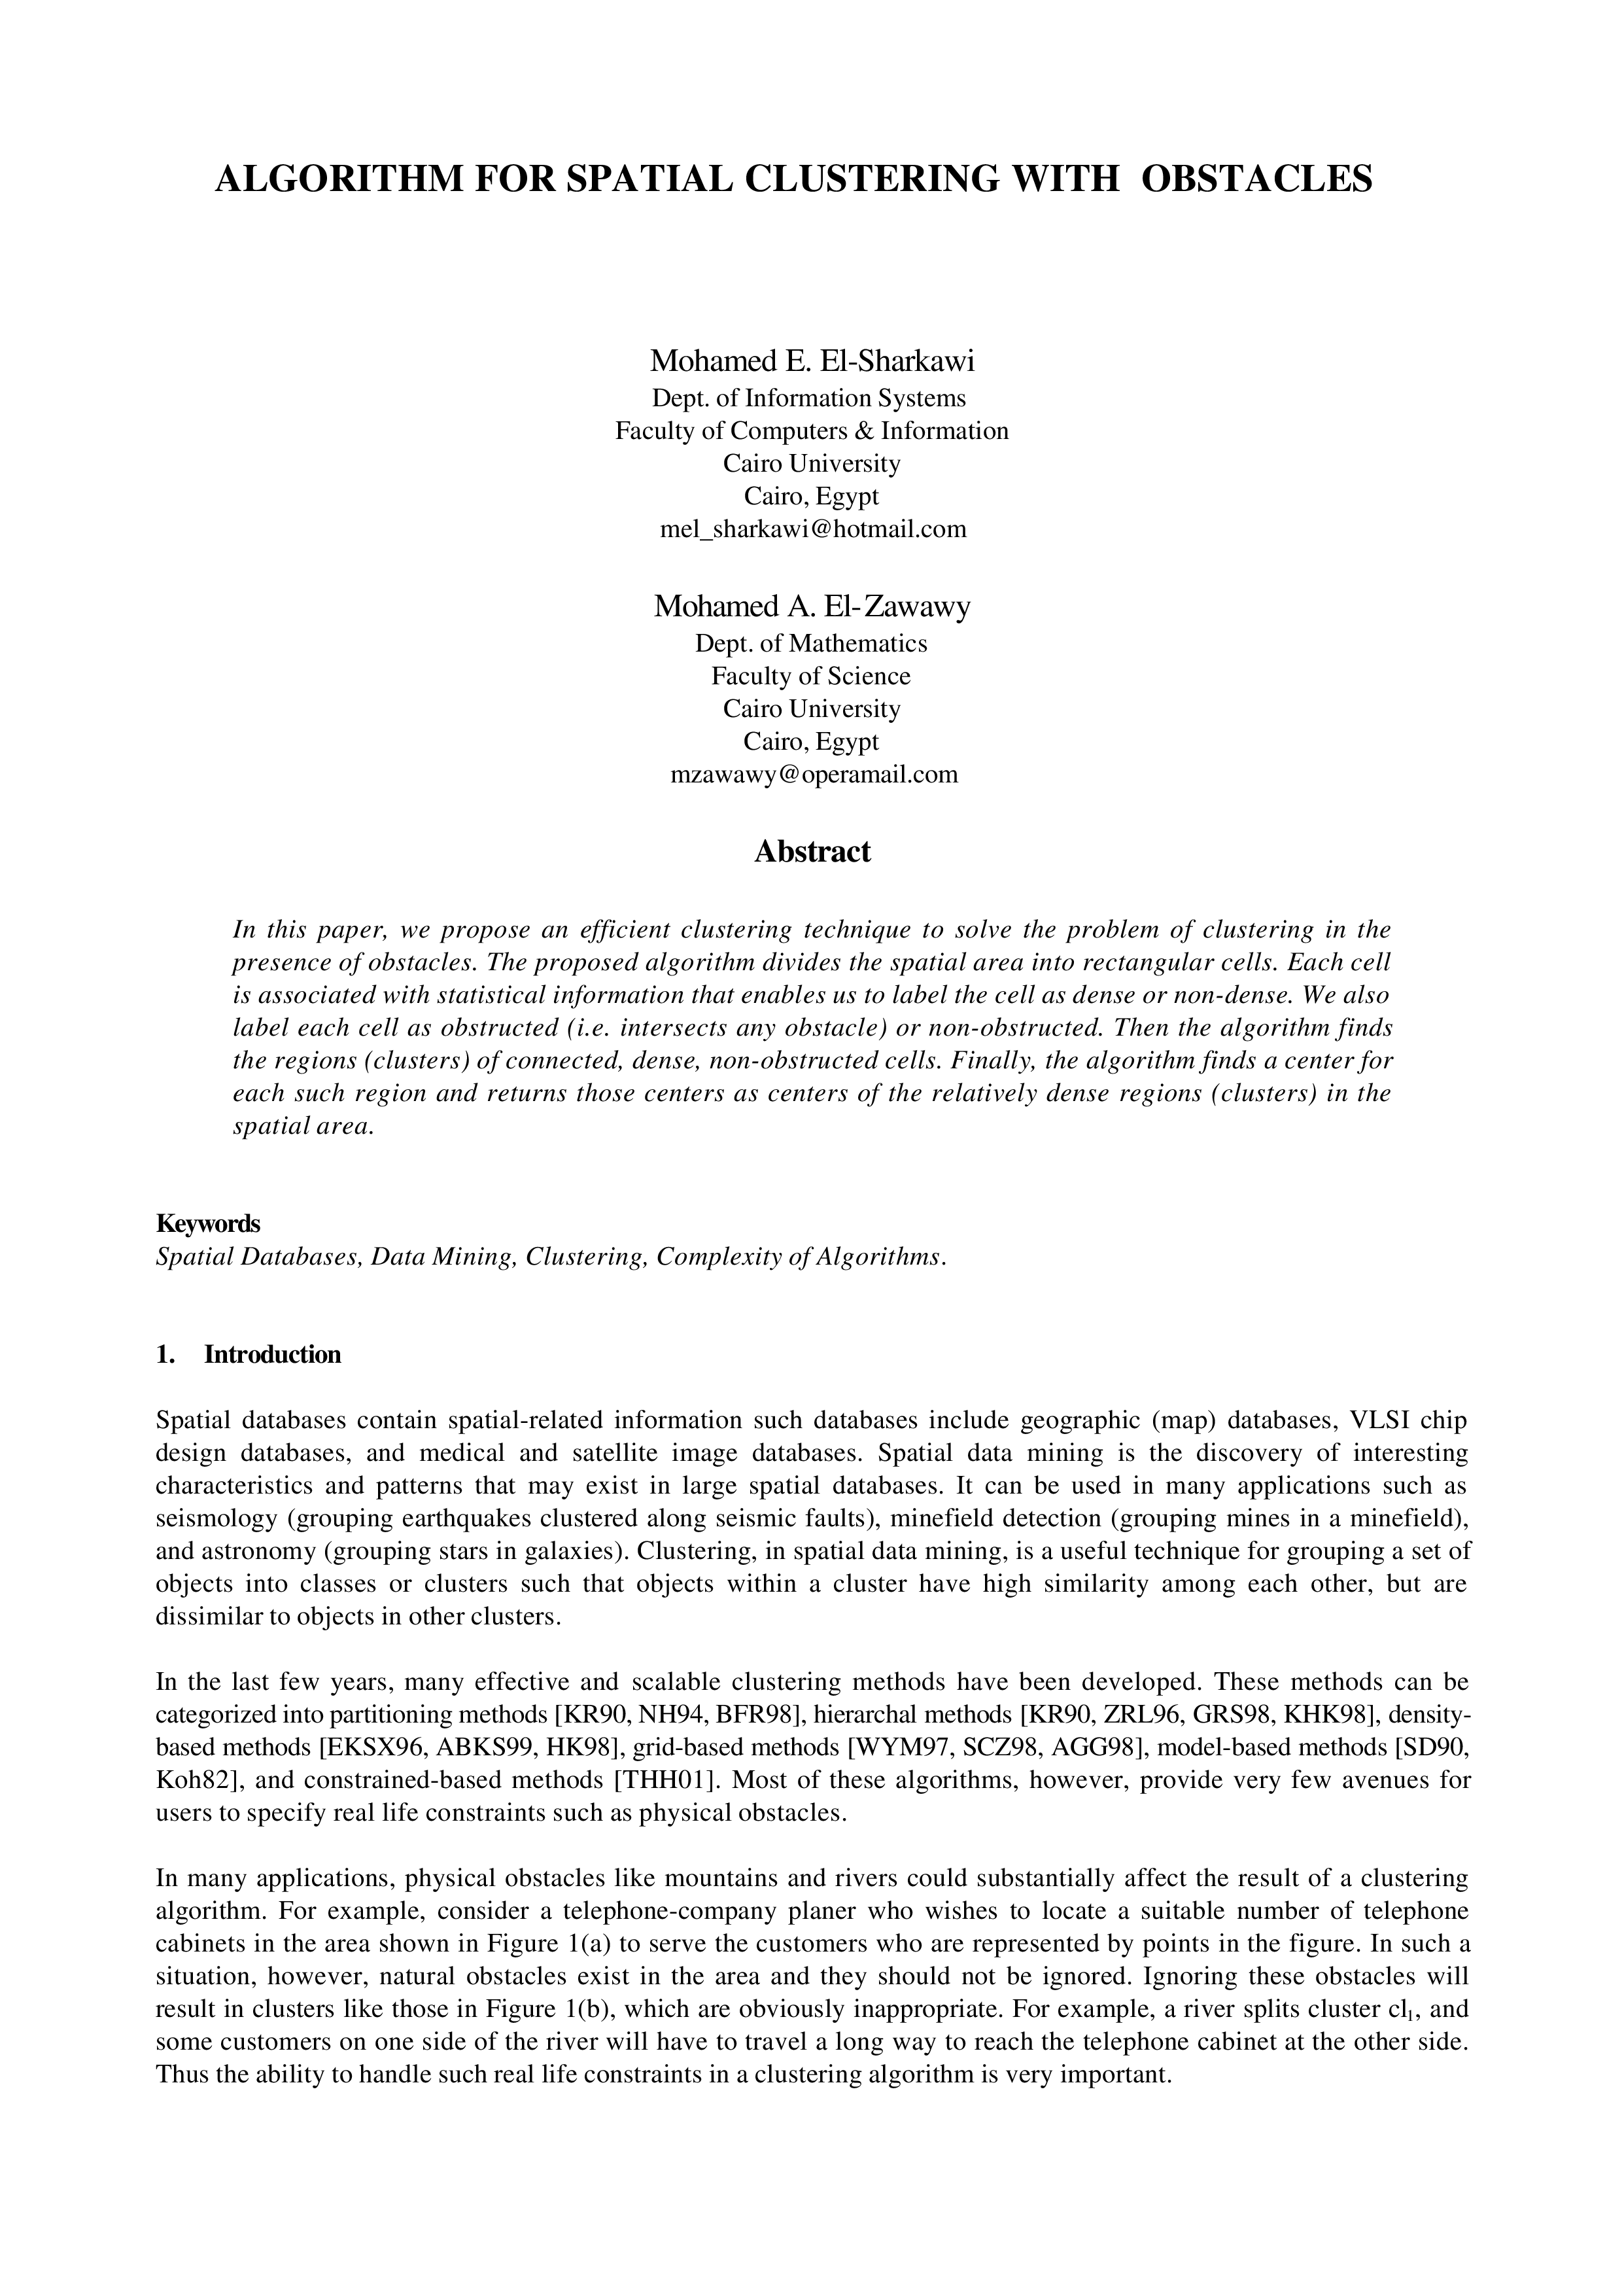 ALGORITHM FOR SPATIAL CLUSTERING WITH OBSTACLES
Mohamed E. El-Sharkawi
Dept. of Information Systems
Faculty of Computers & Information
Cairo University
Cairo, Egypt
mel_sharkawi@hotmail.com
Mohamed A. El-Zawawy
Dept. of Mathematics
Faculty of Science
Cairo University
Cairo, Egypt
mzawawy@operamail.com
Abstract
In this paper, we propose an efficient clustering technique to solve the problem of clustering in the
presence of obstacles. The proposed algorithm divides the spatial area into rectangular cells. Each cell
is associated with statistical information that enables us to label the cell as dense or non-dense. We also
label each cell as obstructed (i.e. intersects any obstacle) or non-obstructed. Then the algorithm finds
the regions (clusters) of connected, dense, non-obstructed cells. Finally, the algorithm finds a center for
each such region and returns those centers as centers of the relatively dense regions (clusters) in the
spatial area.
Keywords
Spatial Databases, Data Mining, Clustering, Complexity of Algorithms.
1. Introduction
Spatial databases contain spatial-related information such databases include geographic (map) databases, VLSI chip
design databases, and medical and satellite image databases. Spatial data mining is the discovery of interesting
characteristics and patterns that may exist in large spatial databases. It can be used in many applications such as
seismology (grouping earthquakes clustered along seismic faults), minefield detection (grouping mines in a minefield),
and astronomy (grouping stars in galaxies). Clustering, in spatial data mining, is a useful technique for grouping a set of
objects into classes or clusters such that objects within a cluster have high similarity among each other, but are
dissimilar to objects in other clusters.
In the last few years, many effective and scalable clustering methods have been developed. These methods can be
categorized into partitioning methods [KR90, NH94, BFR98], hierarchal methods [KR90, ZRL96, GRS98, KHK98], density-
based methods [EKSX96, ABKS99, HK98], grid-based methods [WYM97, SCZ98, AGG98], model-based methods [SD90,
Koh82], and constrained-based methods [THH01]. Most of these algorithms, however, provide very few avenues for
users to specify real life constraints such as physical obstacles.
In many applications, physical obstacles like mountains and rivers could substantially affect the result of a clustering
algorithm. For example, consider a telephone-company planer who wishes to locate a suitable number of telephone
cabinets in the area shown in Figure 1(a) to serve the customers who are represented by points in the figure. In such a
situation, however, natural obstacles exist in the area and they should not be ignored. Ignoring these obstacles will
result in clusters like those in Figure 1(b), which are obviously inappropriate. For example, a river splits cluster cl₁, and
some customers on one side of the river will have to travel a long way to reach the telephone cabinet at the other side.
Thus the ability to handle such real life constraints in a clustering algorithm is very important.